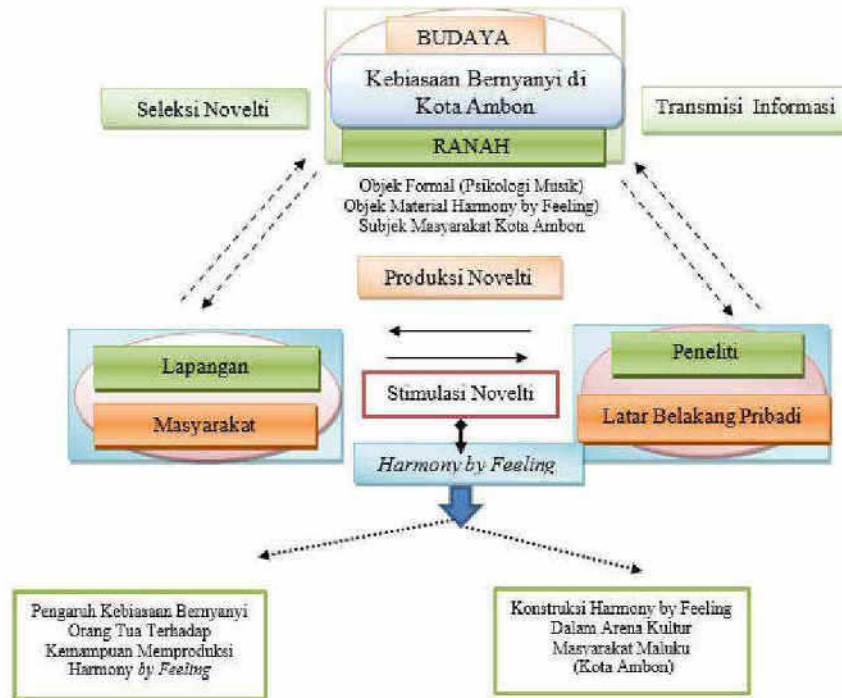 BUDAYA
Kebiasaan Bernyanyi di
Kota Ambon
RANAH
Seleksi Novelti
Transmisi Informasi
Objek Formal (Psikologi Musik)
Objek Material Harmony by Feeling)
Subjek Masyarakat Kota Ambon
Produksi Novelti
Lapangan
Masyarakat
Stimulasi Novelti
Peneliti
Latar Belakang Pribadi
Harmony by Feeling
Pengaruh Kebiasaan Bernyanyi
Orang Tua Terhadap
Kemampuan Memproduksi
Harmony by Feeling
Konstruksi Harmony by Feeling
Dalam Arena Kultur
Masyarakat Maluku
(Kota Ambon)